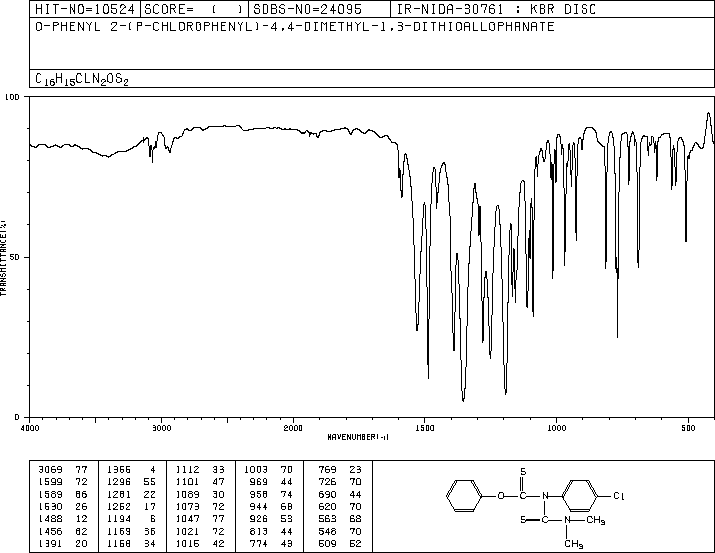 HIT-NO=10524 SCORE= ( ) SDBS-NO=24095 IR-NIDA-30761 : KBR DISC
O-PHENYL 2-(P-CHLOROPHENYL)-4,4-DIMETHYL-1,3-DITHIOALLOPHANATE
C16H15CLN2OS2
100
50
0
TRANSMITTANCE(%)
4000 3000 2000 1500 1000 500
WAVENUMBER(-1)
3069 77 1356 4 1112 33 1003 70 769 23
1599 72 1296 55 1101 47 969 44 726 70
1589 66 1281 22 1089 30 958 74 690 44
1530 26 1252 17 1073 72 944 68 620 70
1488 12 1194 6 1047 77 926 53 563 68
1456 62 1169 36 1021 72 813 44 548 70
1391 20 1158 34 1015 42 774 43 509 52
S
O C N Cl
S C N CH3
CH3